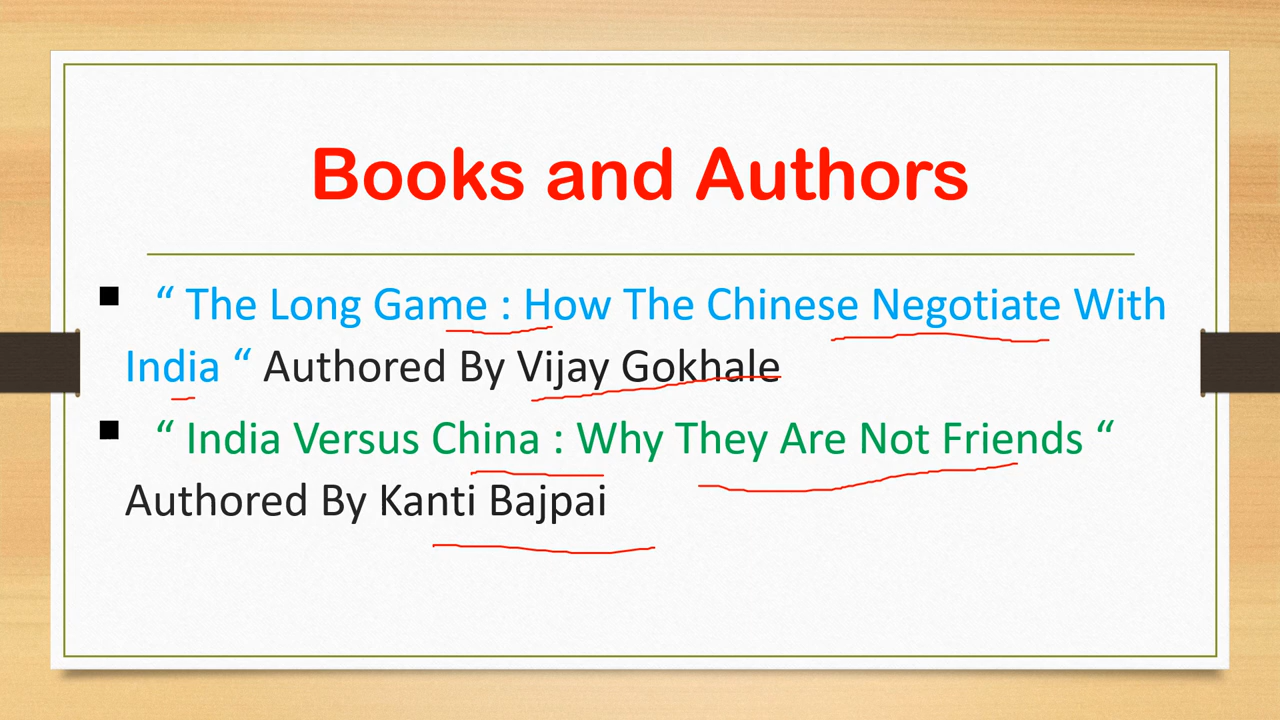 Books and Authors
“ The Long Game : How The Chinese Negotiate With
India “ Authored By Vijay Gokhale
“ India Versus China : Why They Are Not Friends “
Authored By Kanti Bajpai